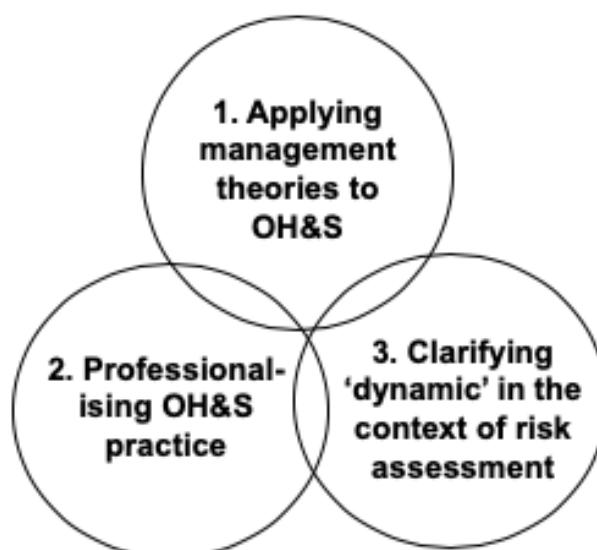 1. Applying
management
theories to
OH&S
2. Professional-
ising OH&S
practice
3. Clarifying
‘dynamic’ in the
context of risk
assessment